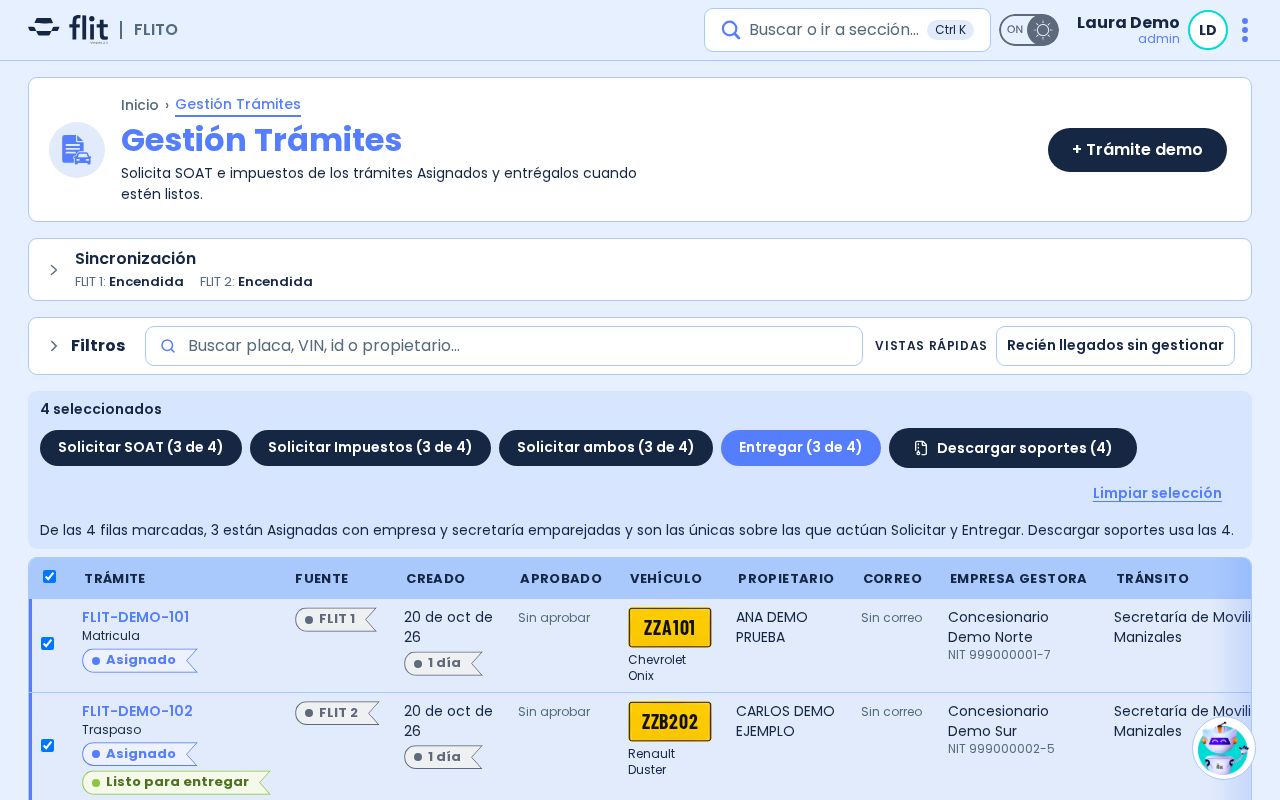 flit
FLITO
Buscar o ir a sección...
Ctrl K
ON
Laura Demo
admin
LD
Inicio › Gestión Trámites
Gestión Trámites
Solicita SOAT e impuestos de los trámites Asignados y entrégalos cuando
estén listos.
+ Trámite demo
Sincronización
FLIT 1: Encendida FLIT 2: Encendida
Filtros
Buscar placa, VIN, id o propietario...
VISTAS RÁPIDAS
Recién llegados sin gestionar
4 seleccionados
Solicitar SOAT (3 de 4)
Solicitar Impuestos (3 de 4)
Solicitar ambos (3 de 4)
Entregar (3 de 4)
Descargar soportes (4)
Limpiar selección
De las 4 filas marcadas, 3 están Asignadas con empresa y secretaría emparejadas y son las únicas sobre las que actúan Solicitar y Entregar. Descargar soportes usa las 4.
TRÁMITE FUENTE CREADO APROBADO VEHÍCULO PROPIETARIO CORREO EMPRESA GESTORA TRÁNSITO
FLIT-DEMO-101
Matricula
Asignado
FLIT 1
20 de oct de
26
1 día
Sin aprobar
ZZA101
Chevrolet
Onix
ANA DEMO
PRUEBA
Sin correo
Concesionario
Demo Norte
NIT 999000001-7
Secretaría de Movili
Manizales
FLIT-DEMO-102
Traspaso
Asignado
Listo para entregar
FLIT 2
20 de oct de
26
1 día
Sin aprobar
ZZB202
Renault
Duster
CARLOS DEMO
EJEMPLO
Sin correo
Concesionario
Demo Sur
NIT 999000002-5
Secretaría de Movili
Manizales